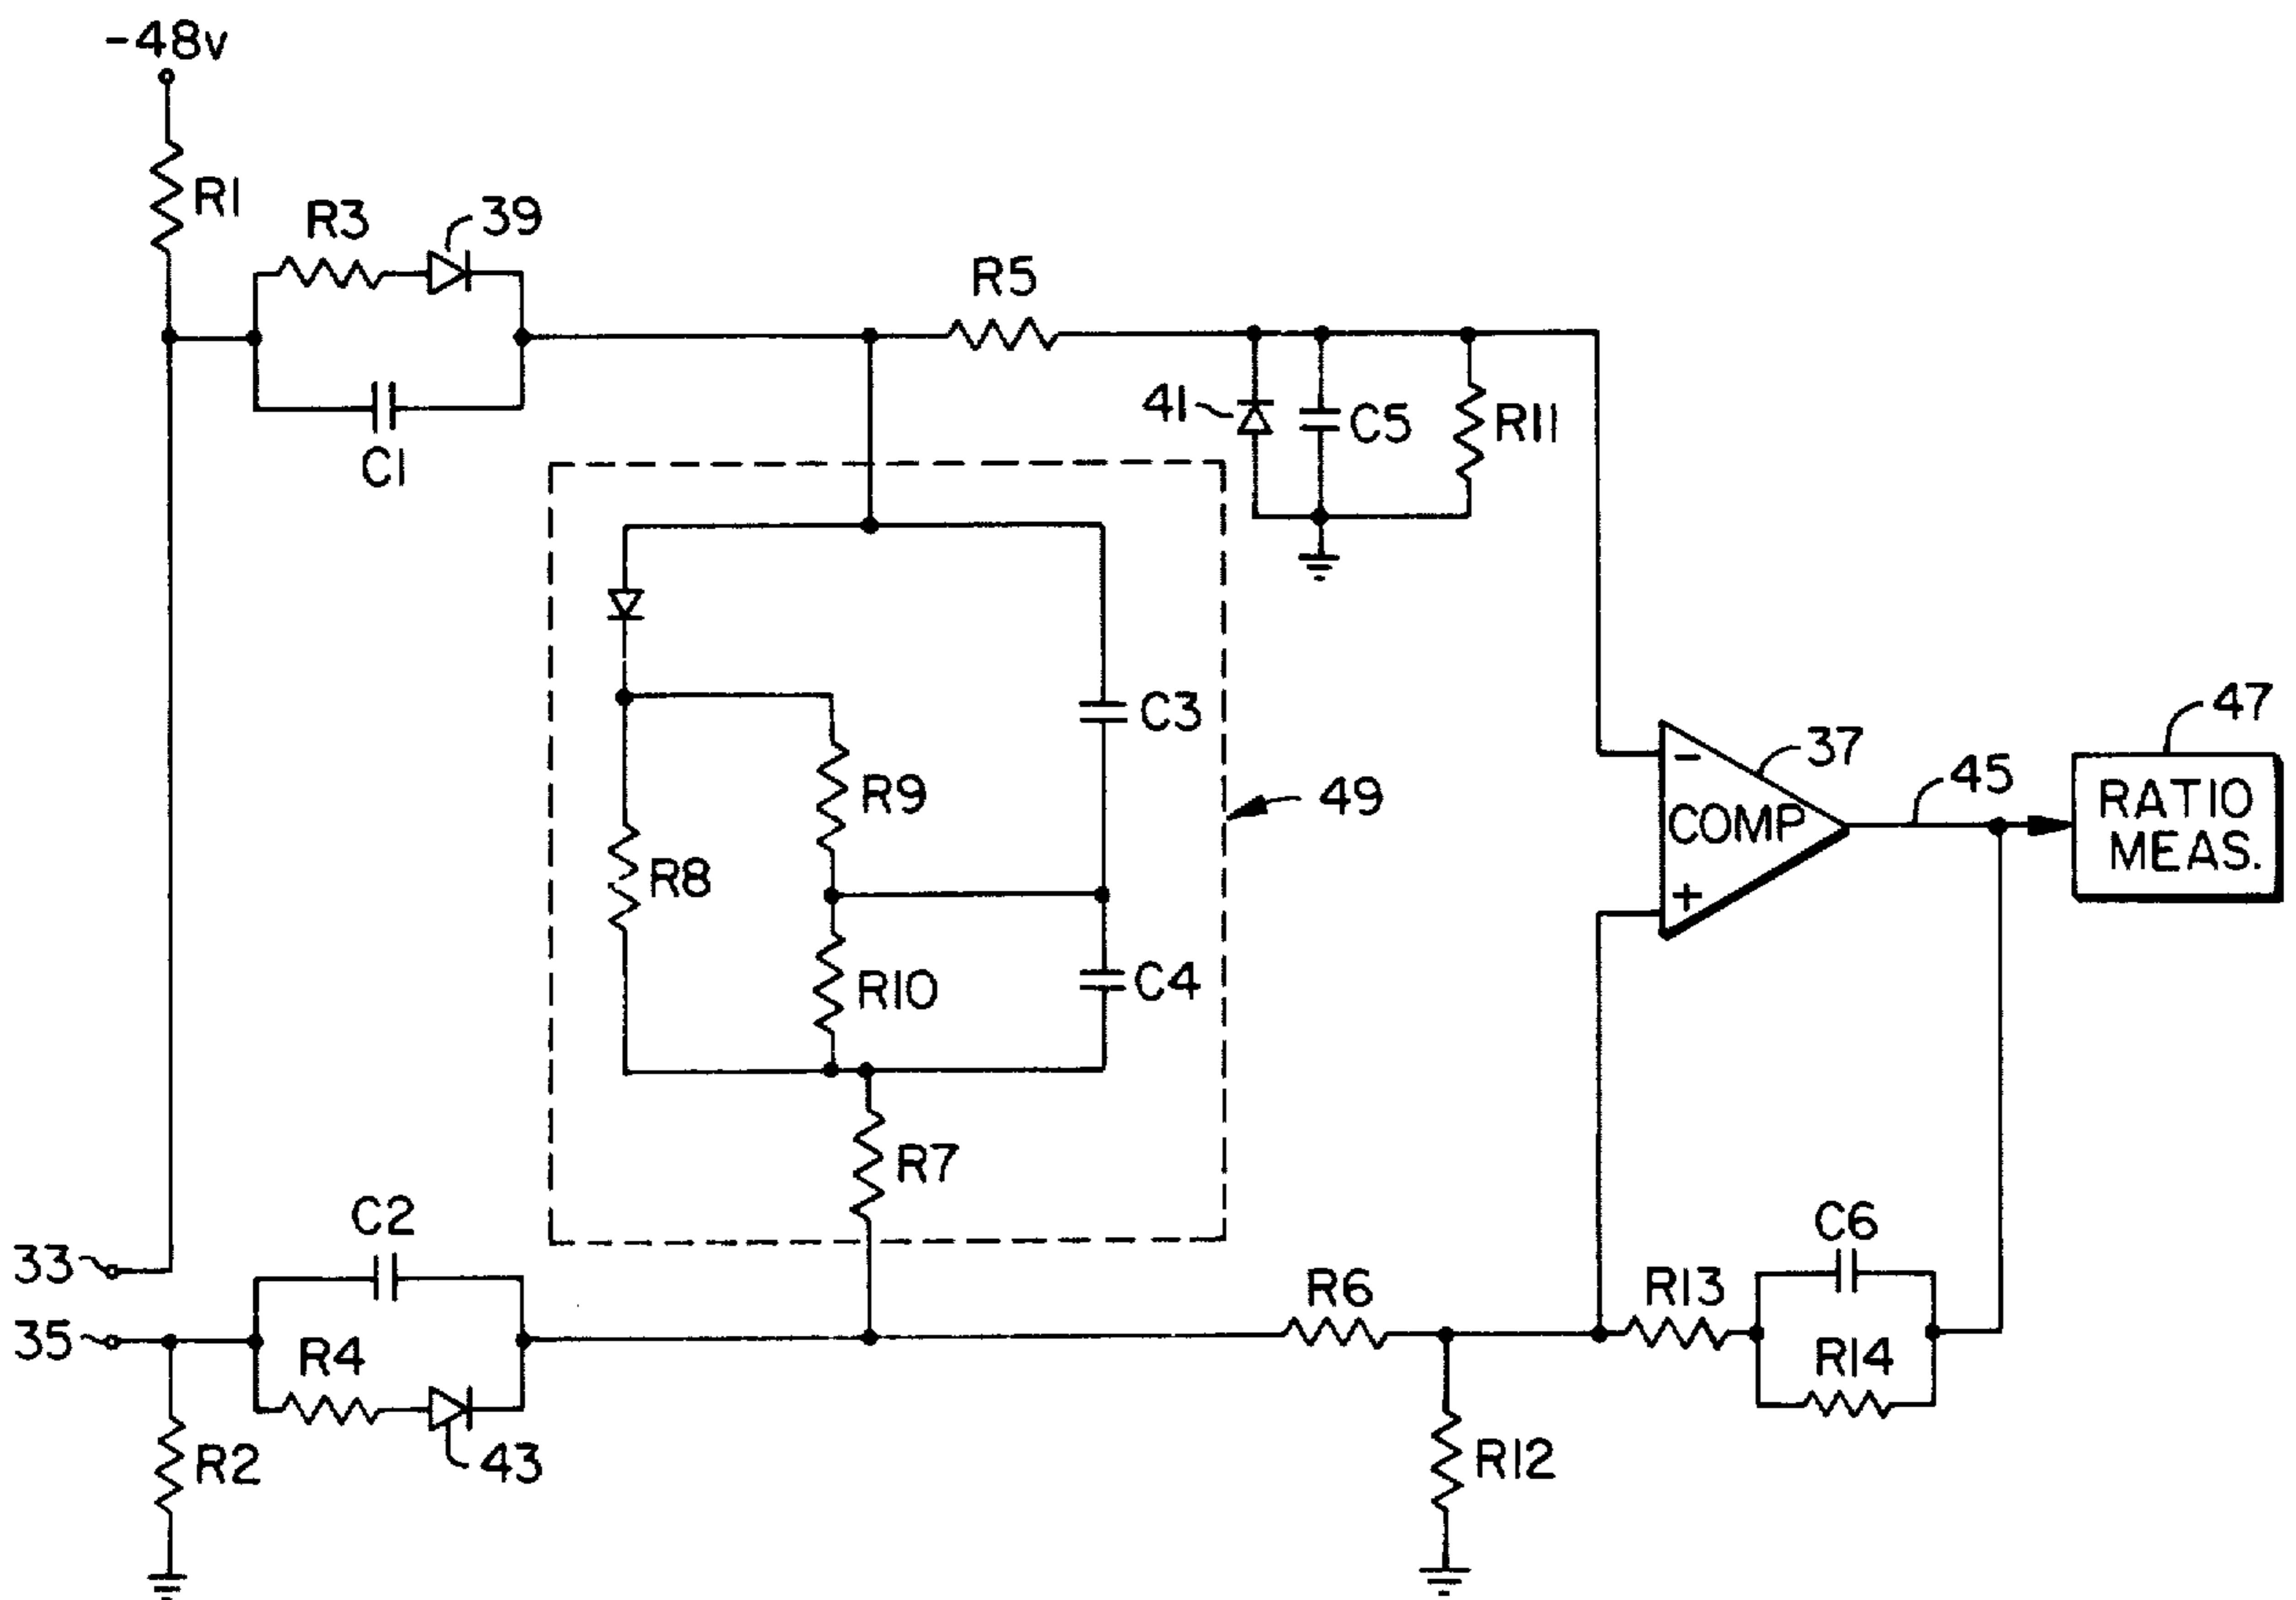 -48v
R1
R3
39
C1
R5
41
C5
R11
C3
R9
R8
R10
C4
R7
49
37
45
47
RATIO
MEAS.
-
COMP
+
33
35
C2
R4
43
R2
R6
R12
R13
C6
R14